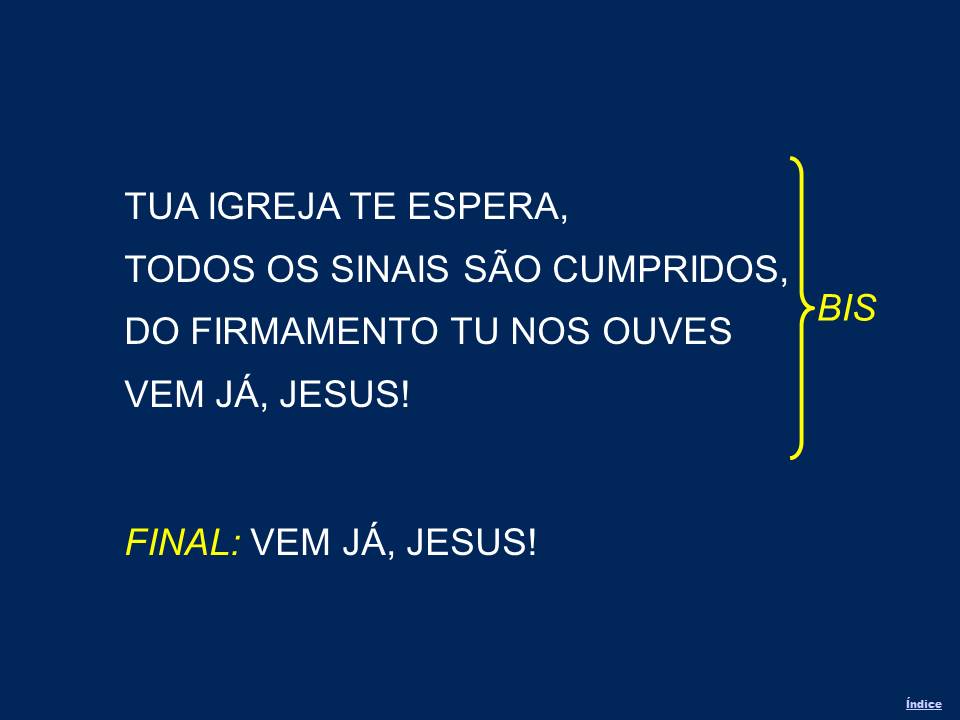 TUA IGREJA TE ESPERA,
TODOS OS SINAIS SÃO CUMPRIDOS,
BIS
DO FIRMAMENTO TU NOS OUVES
VEM JÁ, JESUS!
FINAL: VEM JÁ, JESUS!
Índice